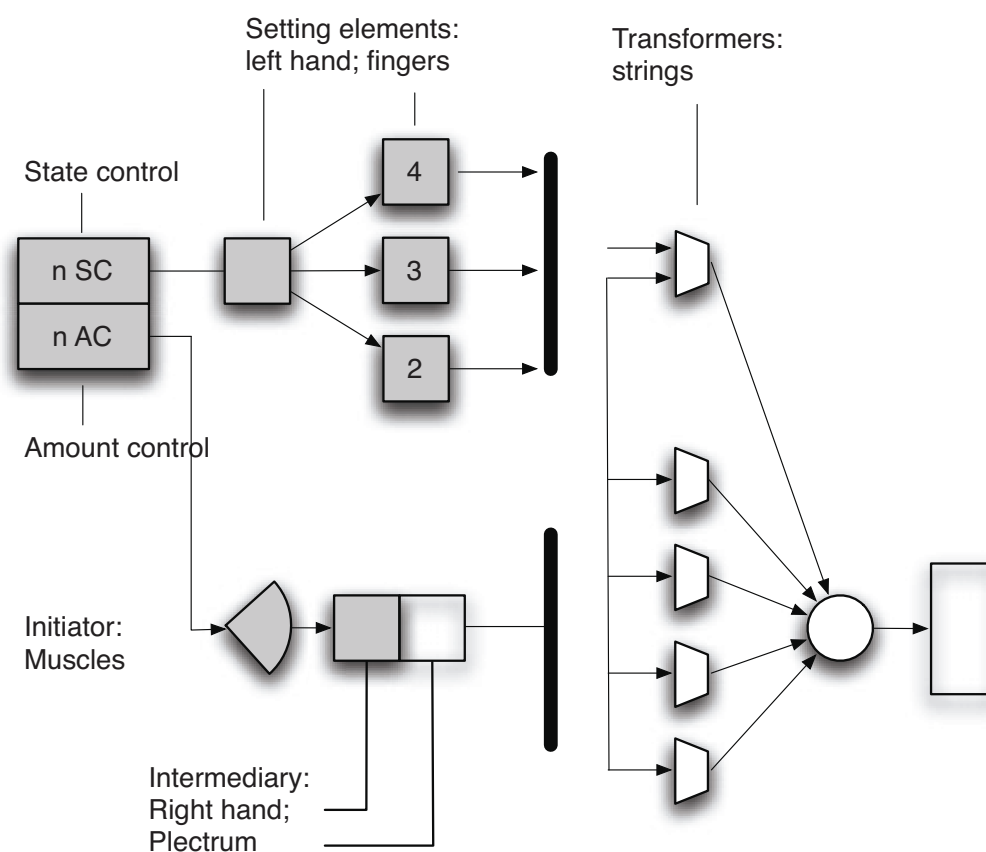 Setting elements:
left hand; fingers
Transformers:
strings
State control
4
n SC
3
n AC
2
Amount control
Initiator:
Muscles
Intermediary:
Right hand;
Plectrum